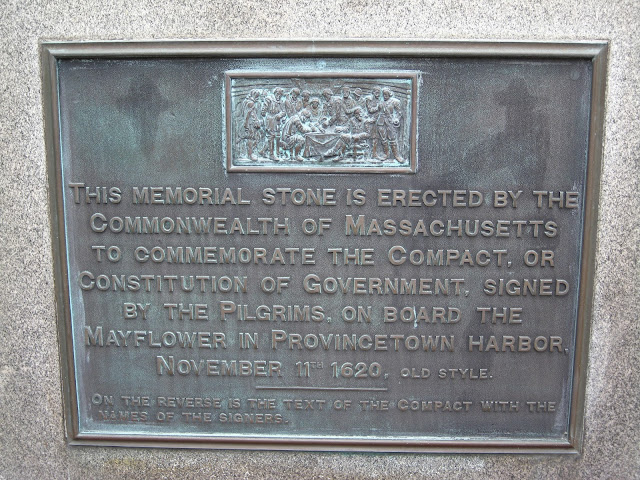 THIS MEMORIAL STONE IS ERECTED BY THE
COMMONWEALTH OF MASSACHUSETTS
TO COMMEMORATE THE COMPACT, OR
CONSTITUTION OF GOVERNMENT, SIGNED
BY THE PILGRIMS, ON BOARD THE
MAYFLOWER IN PROVINCETOWN HARBOR,
NOVEMBER 11TH 1620, OLD STYLE.
ON THE REVERSE IS THE TEXT OF THE COMPACT WITH THE
NAMES OF THE SIGNERS.